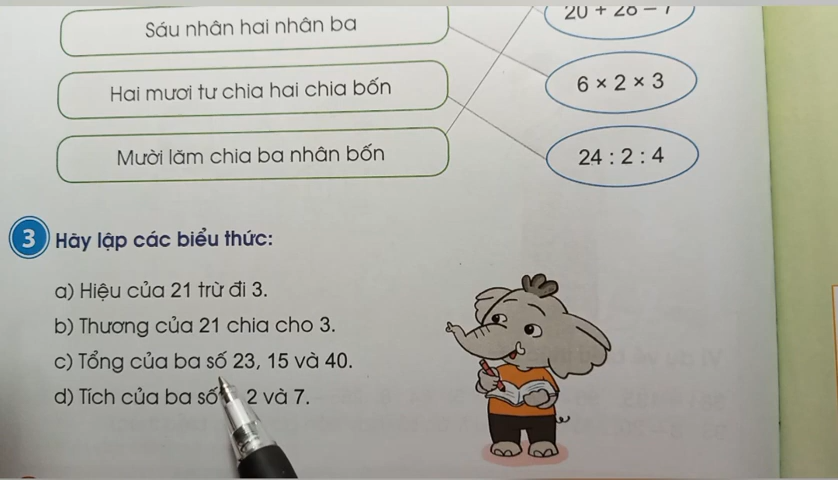 Sáu nhân hai nhân ba
6 × 2 × 3
Hai mươi tư chia hai chia bốn
24 : 2 : 4
Mười lăm chia ba nhân bốn
3 Hãy lập các biểu thức:
a) Hiệu của 21 trừ đi 3.
b) Thương của 21 chia cho 3.
c) Tổng của ba số 23, 15 và 40.
d) Tích của ba số 2 và 7.